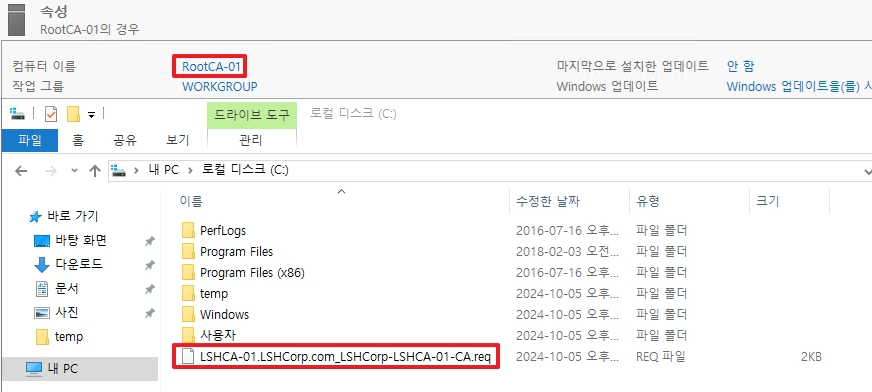 속성
RootCA-01의 경우
컴퓨터 이름 RootCA-01 마지막으로 설치한 업데이트 안 함
작업 그룹 WORKGROUP Windows 업데이트 Windows 업데이트을(를) 사
드라이브 도구 로컬 디스크 (C:)
파일 홈 공유 보기 관리
내 PC > 로컬 디스크 (C:)
이름 수정한 날짜 유형 크기
바로 가기
바탕 화면
다운로드
문서
사진
temp
내 PC
PerfLogs 2016-07-16 오후... 파일 폴더
Program Files 2018-02-03 오전... 파일 폴더
Program Files (x86) 2016-07-16 오후... 파일 폴더
temp 2024-10-05 오후... 파일 폴더
Windows 2024-10-05 오후... 파일 폴더
사용자 2024-10-05 오후... 파일 폴더
LSHCA-01.LSHCorp.com_LSHCorp-LSHCA-01-CA.req 2024-10-05 오후... REQ 파일 2KB